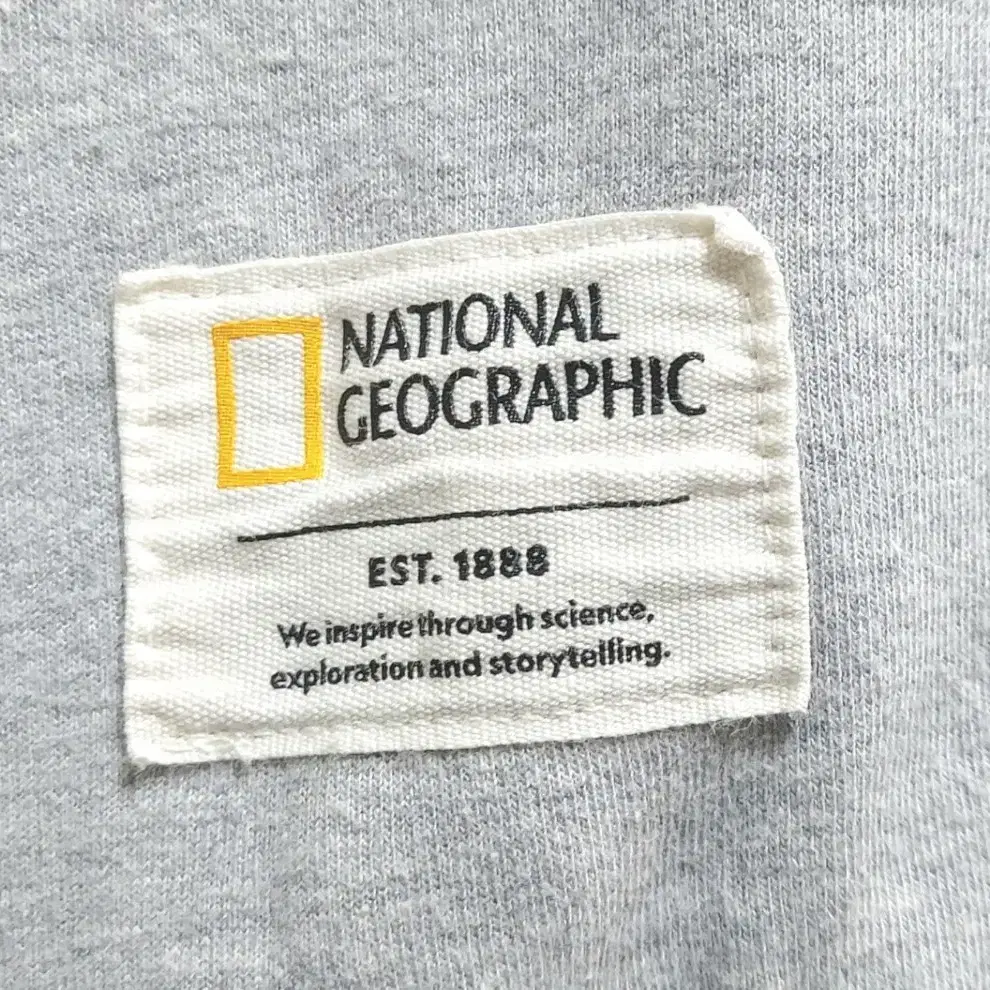 NATIONAL
GEOGRAPHIC
EST. 1888
We inspire through science,
exploration and storytelling.